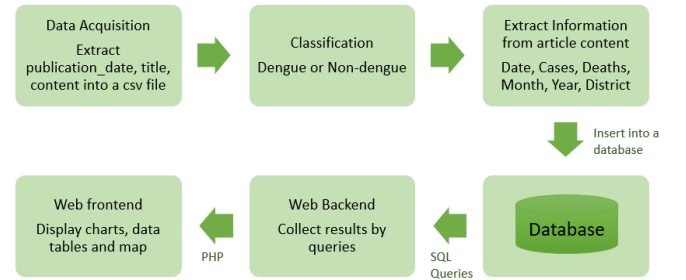 Data Acquisition
Extract
publication_date, title,
content into a csv file
Classification
Dengue or Non-dengue
Extract Information
from article content
Date, Cases, Deaths,
Month, Year, District
Insert into a
database
Database
SQL
Queries
Web Backend
Collect results by
queries
PHP
Web frontend
Display charts, data
tables and map